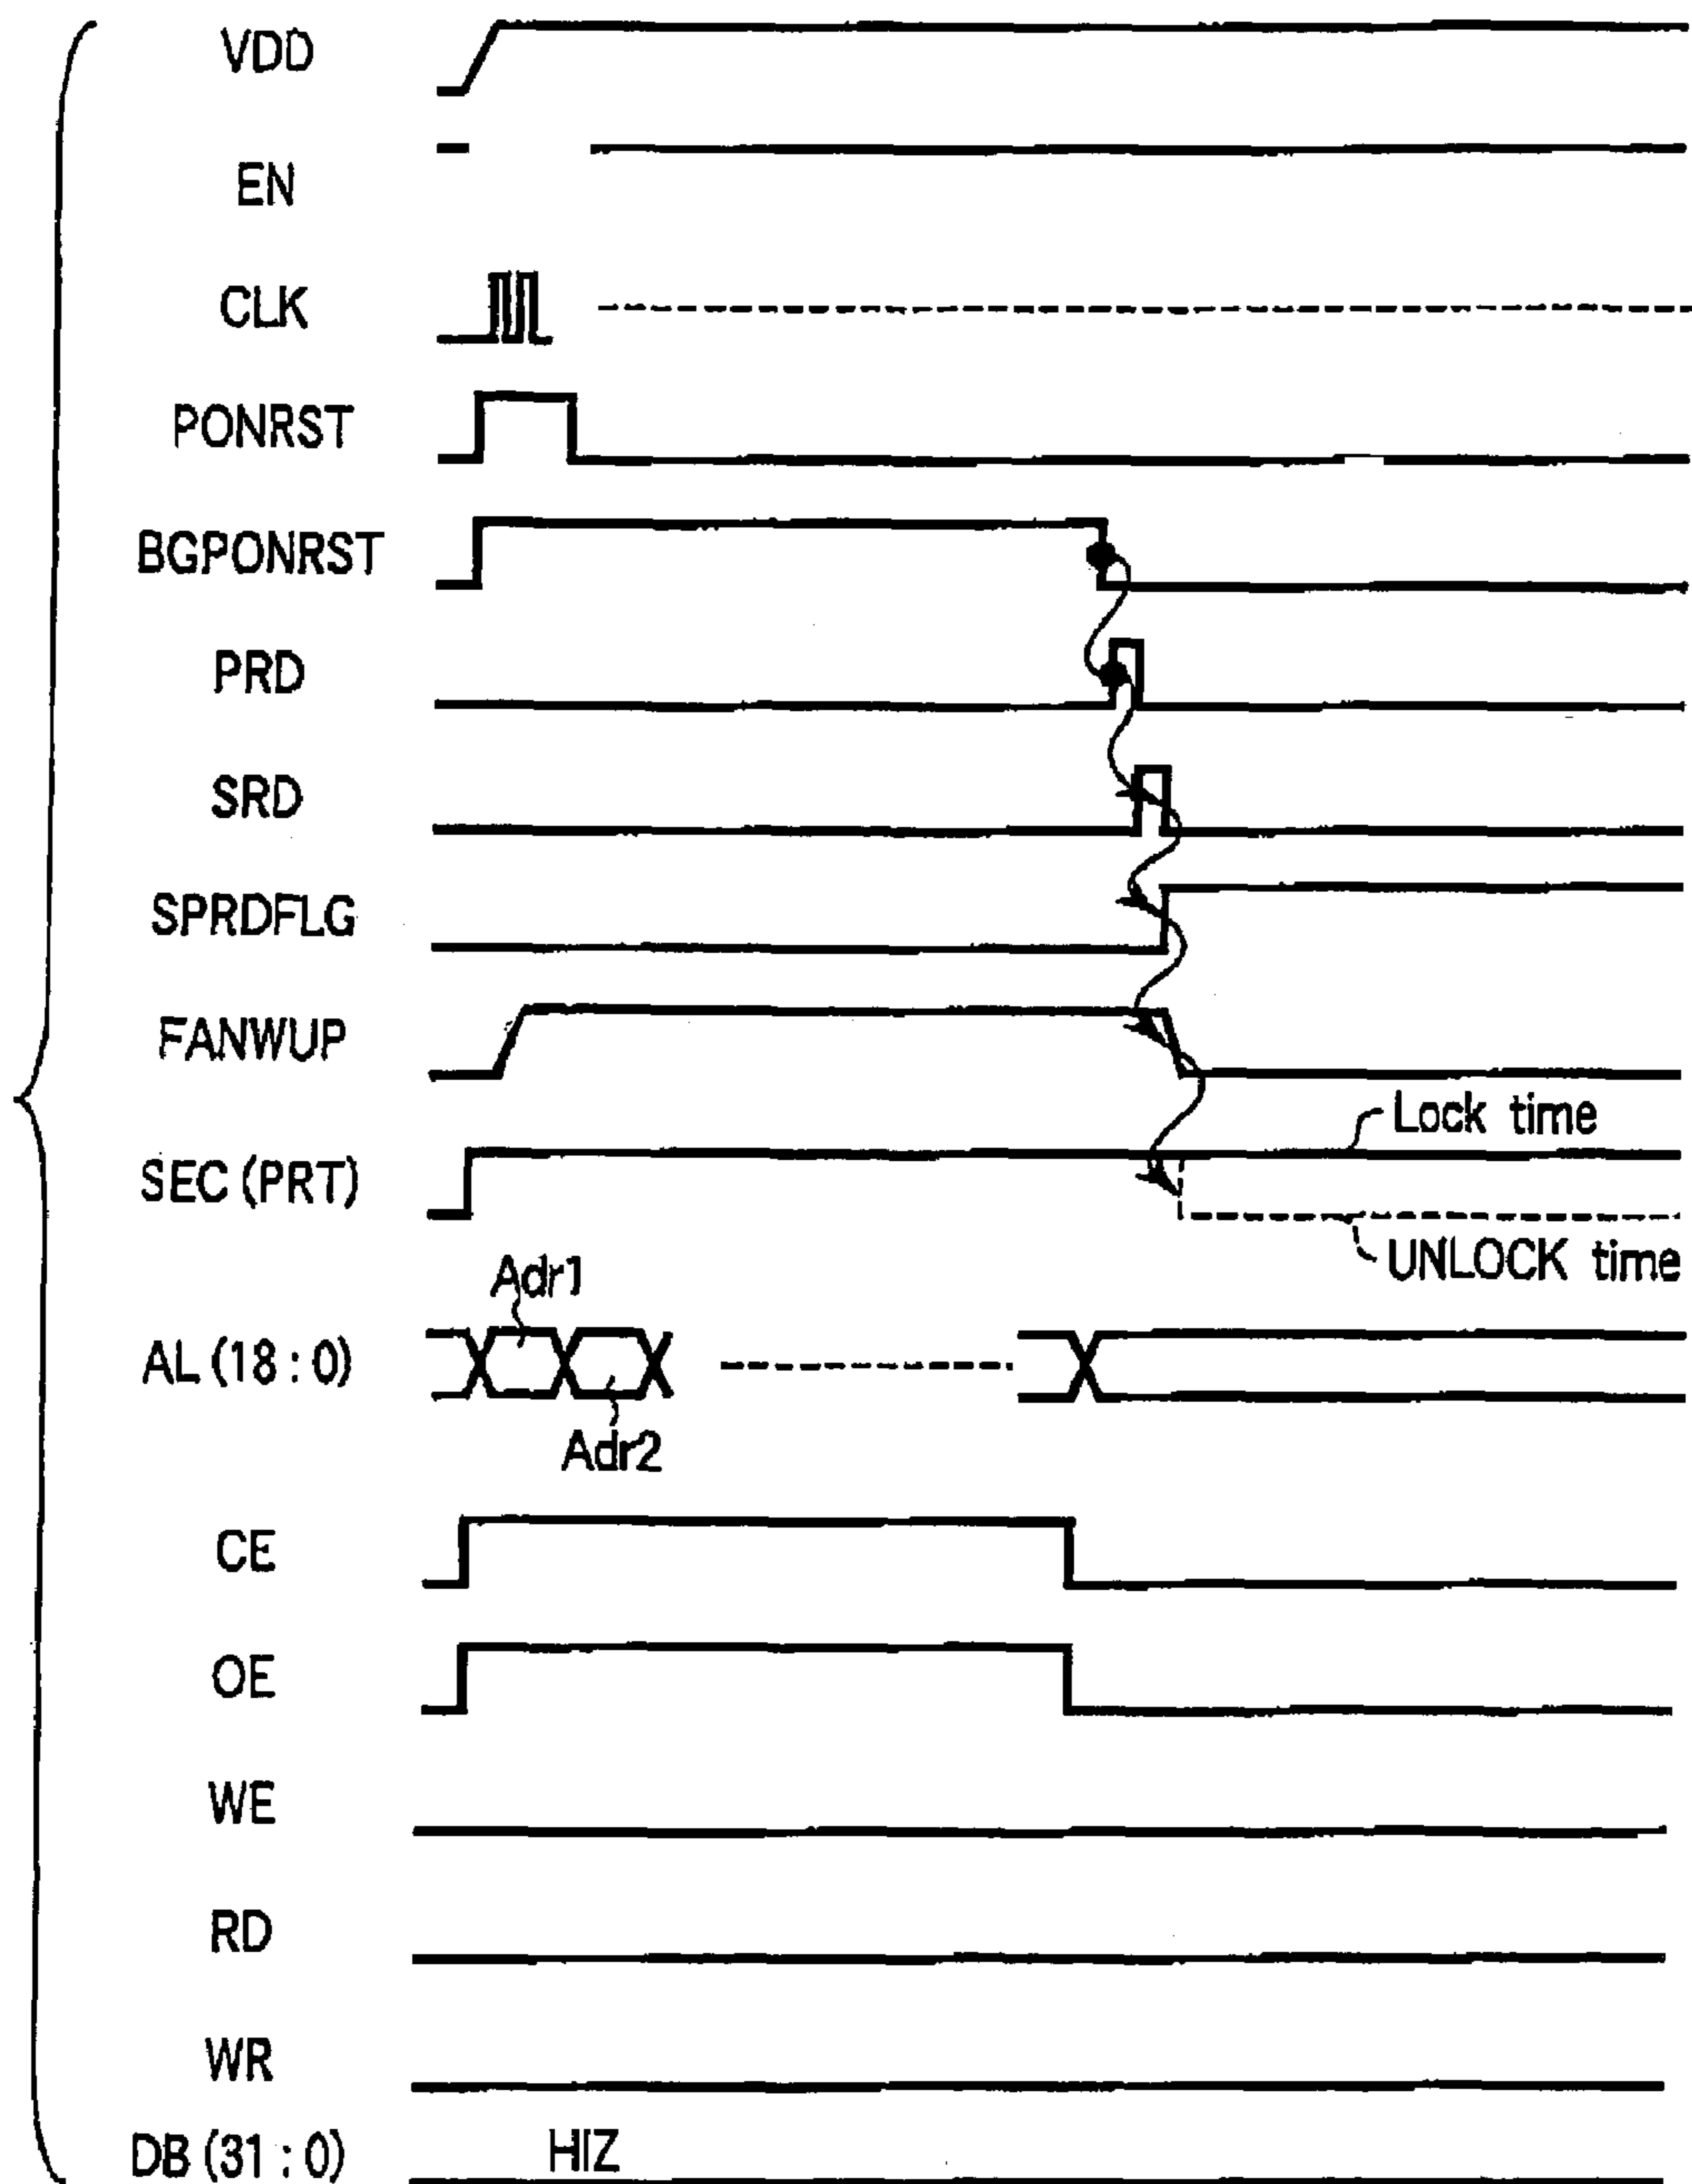 VDD
EN
CLK
PONRST
BGPONRST
PRD
SRD
SPRDFLG
FANWUP
Lock time
SEC (PRT)
UNLOCK time
Adr1
AL (18 : 0)
Adr2
CE
OE
WE
RD
WR
DB (31 : 0)
HIZ